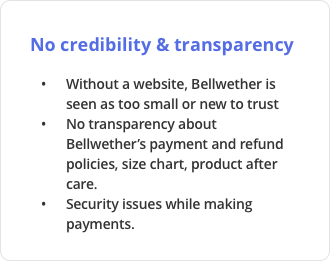 No credibility & transparency
• Without a website, Bellwether is
seen as too small or new to trust
• No transparency about
Bellwether’s payment and refund
policies, size chart, product after
care.
• Security issues while making
payments.